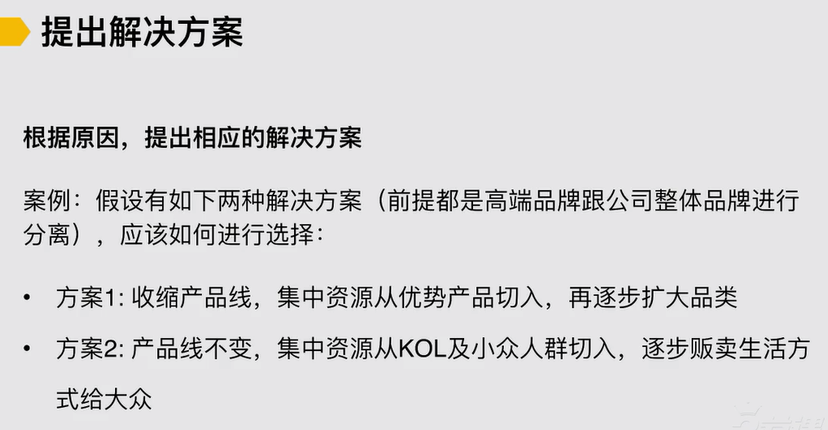 提出解决方案
根据原因，提出相应的解决方案
案例：假设有如下两种解决方案（前提都是高端品牌跟公司整体品牌进行
分离），应该如何进行选择：
• 方案1: 收缩产品线，集中资源从优势产品切入，再逐步扩大品类
• 方案2: 产品线不变，集中资源从KOL及小众人群切入，逐步贩卖生活方
式给大众